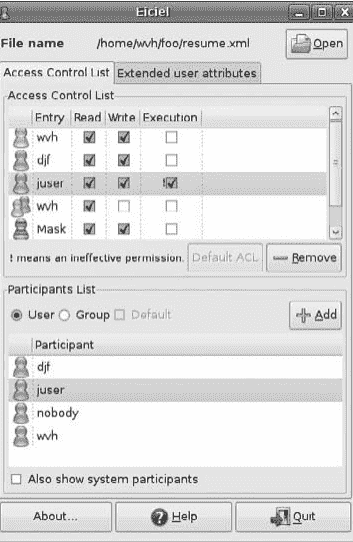 Eiciel
File name /home/wvh/foo/resume.xml Open
Access Control List Extended user attributes
Access Control List
Entry Read Write Execution
wvh
djf
juser !
wvh
Mask
! means an ineffective permission. Default ACL Remove
Participants List
User Group Default Add
Participant
djf
juser
nobody
wvh
Also show system participants
About... Help Quit